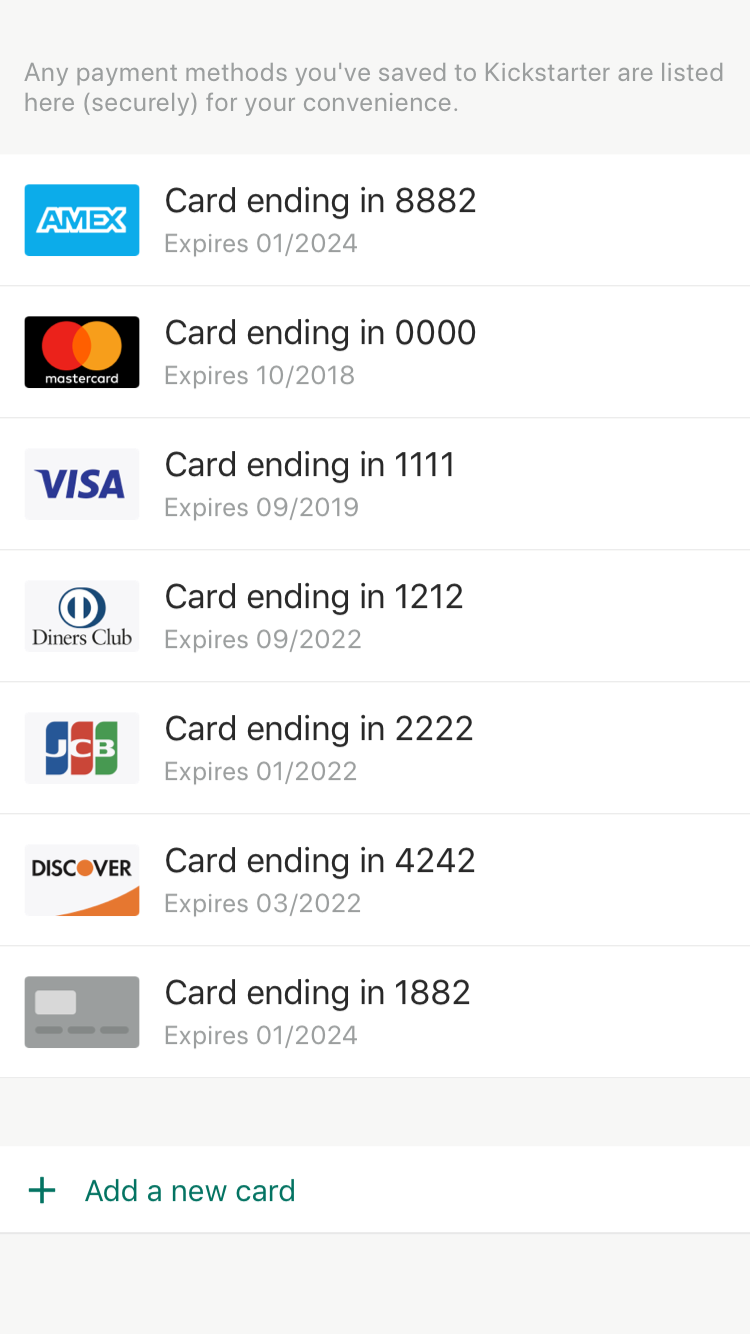 Any payment methods you've saved to Kickstarter are listed
here (securely) for your convenience.
AMEX
Card ending in 8882
Expires 01/2024
mastercard
Card ending in 0000
Expires 10/2018
VISA
Card ending in 1111
Expires 09/2019
Diners Club
Card ending in 1212
Expires 09/2022
JCB
Card ending in 2222
Expires 01/2022
DISCOVER
Card ending in 4242
Expires 03/2022
Card ending in 1882
Expires 01/2024
+ Add a new card